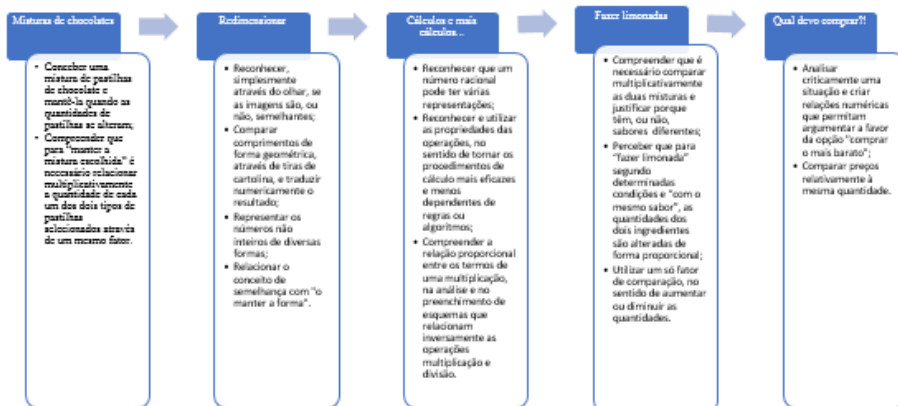 Misturas de chocolates
• Conceber uma
mistura de pastilhas
de chocolate e
mantê-la quando as
quantidades de
pastilhas se alteram;
• Compreender que
para "manter a
mistura escolhida" é
necessário relacionar
multiplicativamente
a quantidade de cada
um dos dois tipos de
pastilhas
selecionados através
de um mesmo fator.
Redimensionar
• Reconhecer,
simplesmente
através do olhar, se
as imagens são, ou
não, semelhantes;
• Comparar
comprimentos de
forma geométrica,
através de tiras de
cartolina, e traduzir
numericamente o
resultado;
• Representar os
números não
inteiros de diversas
formas;
• Relacionar o
conceito de
semelhança com "o
manter a forma".
Cálculos e mais
cálculos...
• Reconhecer que um
número racional
pode ter várias
representações;
• Reconhecer e utilizar
as propriedades das
operações, no
sentido de tornar os
procedimentos de
cálculo mais eficazes
e menos
dependentes de
regras ou
algoritmos;
• Compreender a
relação proporcional
entre os termos de
uma multiplicação,
na análise e no
preenchimento de
esquemas que
relacionam
inversamente as
operações
multiplicação e
divisão.
Fazer limonadas
• Compreender que é
necessário comparar
multiplicativamente
as duas misturas e
justificar porque
têm, ou não,
sabores diferentes;
• Perceber que para
"fazer limonada"
segundo
determinadas
condições e "com o
mesmo sabor", as
quantidades dos
dois ingredientes
são alteradas de
forma proporcional;
• Utilizar um só fator
de comparação, no
sentido de aumentar
ou diminuir as
quantidades.
Qual devo comprar?!
• Analisar
criticamente uma
situação e criar
relações numéricas
que permitam
argumentar a favor
da opção "comprar
o mais barato";
• Comparar preços
relativamente à
mesma quantidade.